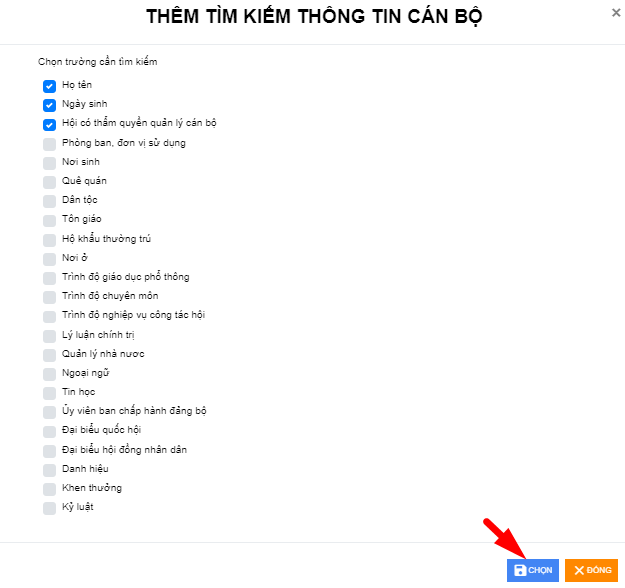 THÊM TÌM KIẾM THÔNG TIN CÁN BỘ
Chọn trường cần tìm kiếm
Họ tên
Ngày sinh
Hội có thẩm quyền quản lý cán bộ
Phòng ban, đơn vị sử dụng
Nơi sinh
Quê quán
Dân tộc
Tôn giáo
Hộ khẩu thường trú
Nơi ở
Trình độ giáo dục phổ thông
Trình độ chuyên môn
Trình độ nghiệp vụ công tác hội
Lý luận chính trị
Quản lý nhà nược
Ngoại ngữ
Tin học
Ủy viên ban chấp hành đảng bộ
Đại biểu quốc hội
Đại biểu hội đồng nhân dân
Danh hiệu
Khen thưởng
Kỷ luật
CHỌN
ĐÓNG